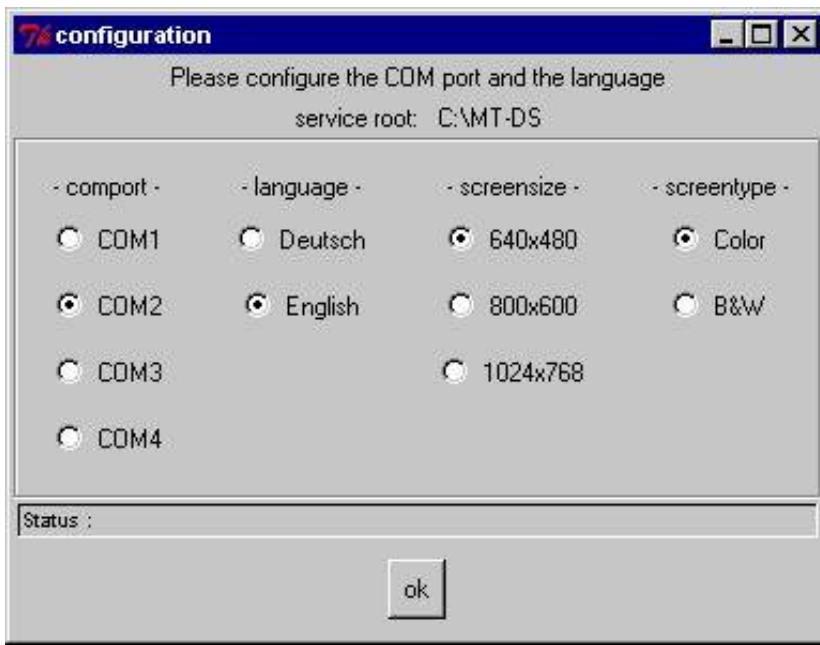 configuration
Please configure the COM port and the language
service root: C:\MT-DS
- comport - - language - - screensize - - screentype -
COM1 Deutsch 640x480 Color
COM2 English 800x600 B&W
COM3 1024x768
COM4
Status :
ok